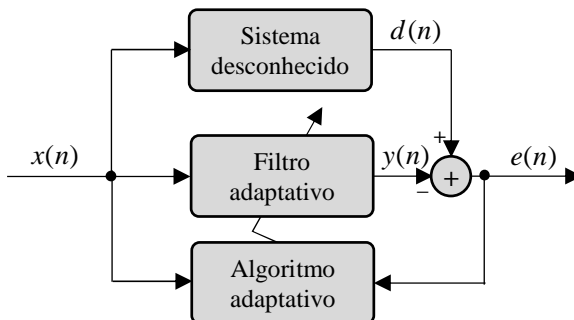 Sistema
desconhecido
d(n)
+
x(n)
Filtro
adaptativo
y(n)
−
+
e(n)
Algoritmo
adaptativo